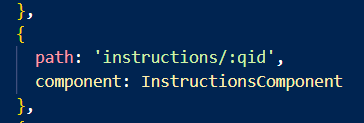 },
{
path: 'instructions/:qid',
component: InstructionsComponent
},